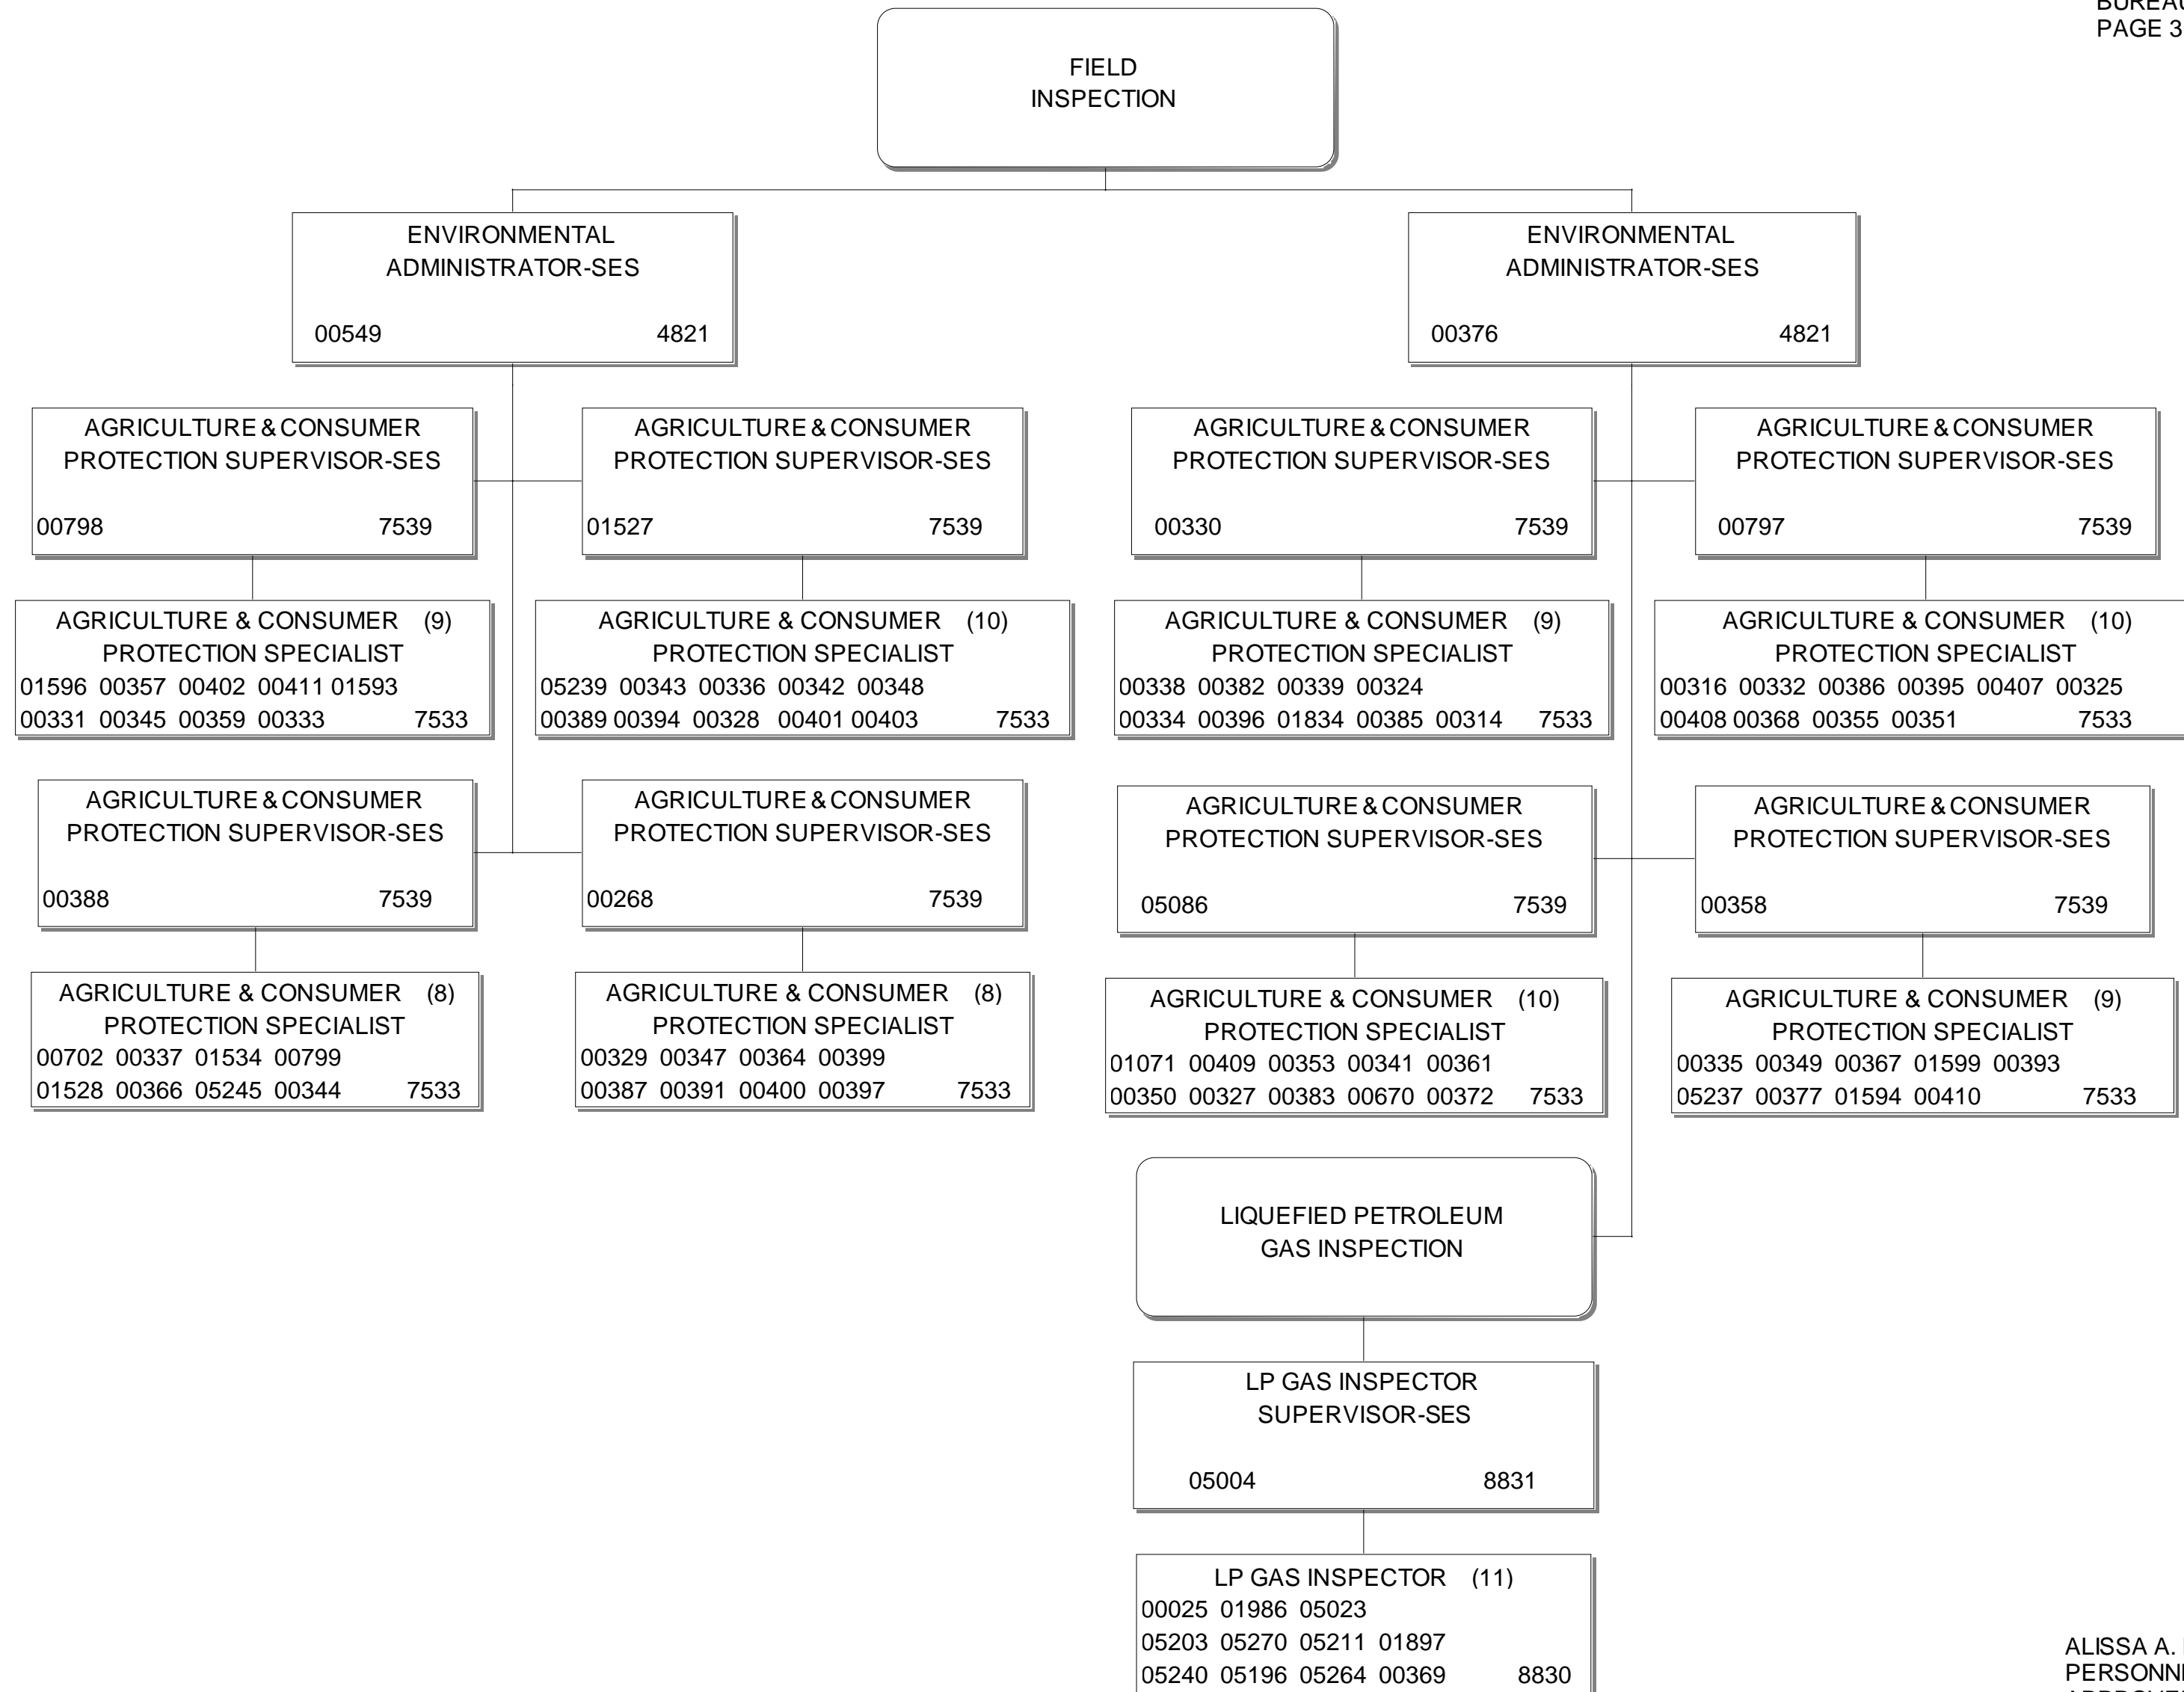 PAGE 3
FIELD
INSPECTION
ENVIRONMENTAL
ADMINISTRATOR-SES
00549 4821
ENVIRONMENTAL
ADMINISTRATOR-SES
00376 4821
AGRICULTURE & CONSUMER
PROTECTION SUPERVISOR-SES
00798 7539
AGRICULTURE & CONSUMER
PROTECTION SUPERVISOR-SES
01527 7539
AGRICULTURE & CONSUMER
PROTECTION SUPERVISOR-SES
00330 7539
AGRICULTURE & CONSUMER
PROTECTION SUPERVISOR-SES
00797 7539
AGRICULTURE & CONSUMER (9)
PROTECTION SPECIALIST
01596 00357 00402 00411 01593
00331 00345 00359 00333 7533
AGRICULTURE & CONSUMER (10)
PROTECTION SPECIALIST
05239 00343 00336 00342 00348
00389 00394 00328 00401 00403 7533
AGRICULTURE & CONSUMER (9)
PROTECTION SPECIALIST
00338 00382 00339 00324
00334 00396 01834 00385 00314 7533
AGRICULTURE & CONSUMER (10)
PROTECTION SPECIALIST
00316 00332 00386 00395 00407 00325
00408 00368 00355 00351 7533
AGRICULTURE & CONSUMER
PROTECTION SUPERVISOR-SES
00388 7539
AGRICULTURE & CONSUMER
PROTECTION SUPERVISOR-SES
00268 7539
AGRICULTURE & CONSUMER
PROTECTION SUPERVISOR-SES
05086 7539
AGRICULTURE & CONSUMER
PROTECTION SUPERVISOR-SES
00358 7539
AGRICULTURE & CONSUMER (8)
PROTECTION SPECIALIST
00702 00337 01534 00799
01528 00366 05245 00344 7533
AGRICULTURE & CONSUMER (8)
PROTECTION SPECIALIST
00329 00347 00364 00399
00387 00391 00400 00397 7533
AGRICULTURE & CONSUMER (10)
PROTECTION SPECIALIST
01071 00409 00353 00341 00361
00350 00327 00383 00670 00372 7533
AGRICULTURE & CONSUMER (9)
PROTECTION SPECIALIST
00335 00349 00367 01599 00393
05237 00377 01594 00410 7533
LIQUEFIED PETROLEUM
GAS INSPECTION
LP GAS INSPECTOR
SUPERVISOR-SES
05004 8831
LP GAS INSPECTOR (11)
00025 01986 05023
05203 05270 05211 01897
05240 05196 05264 00369 8830
ALISSA A.